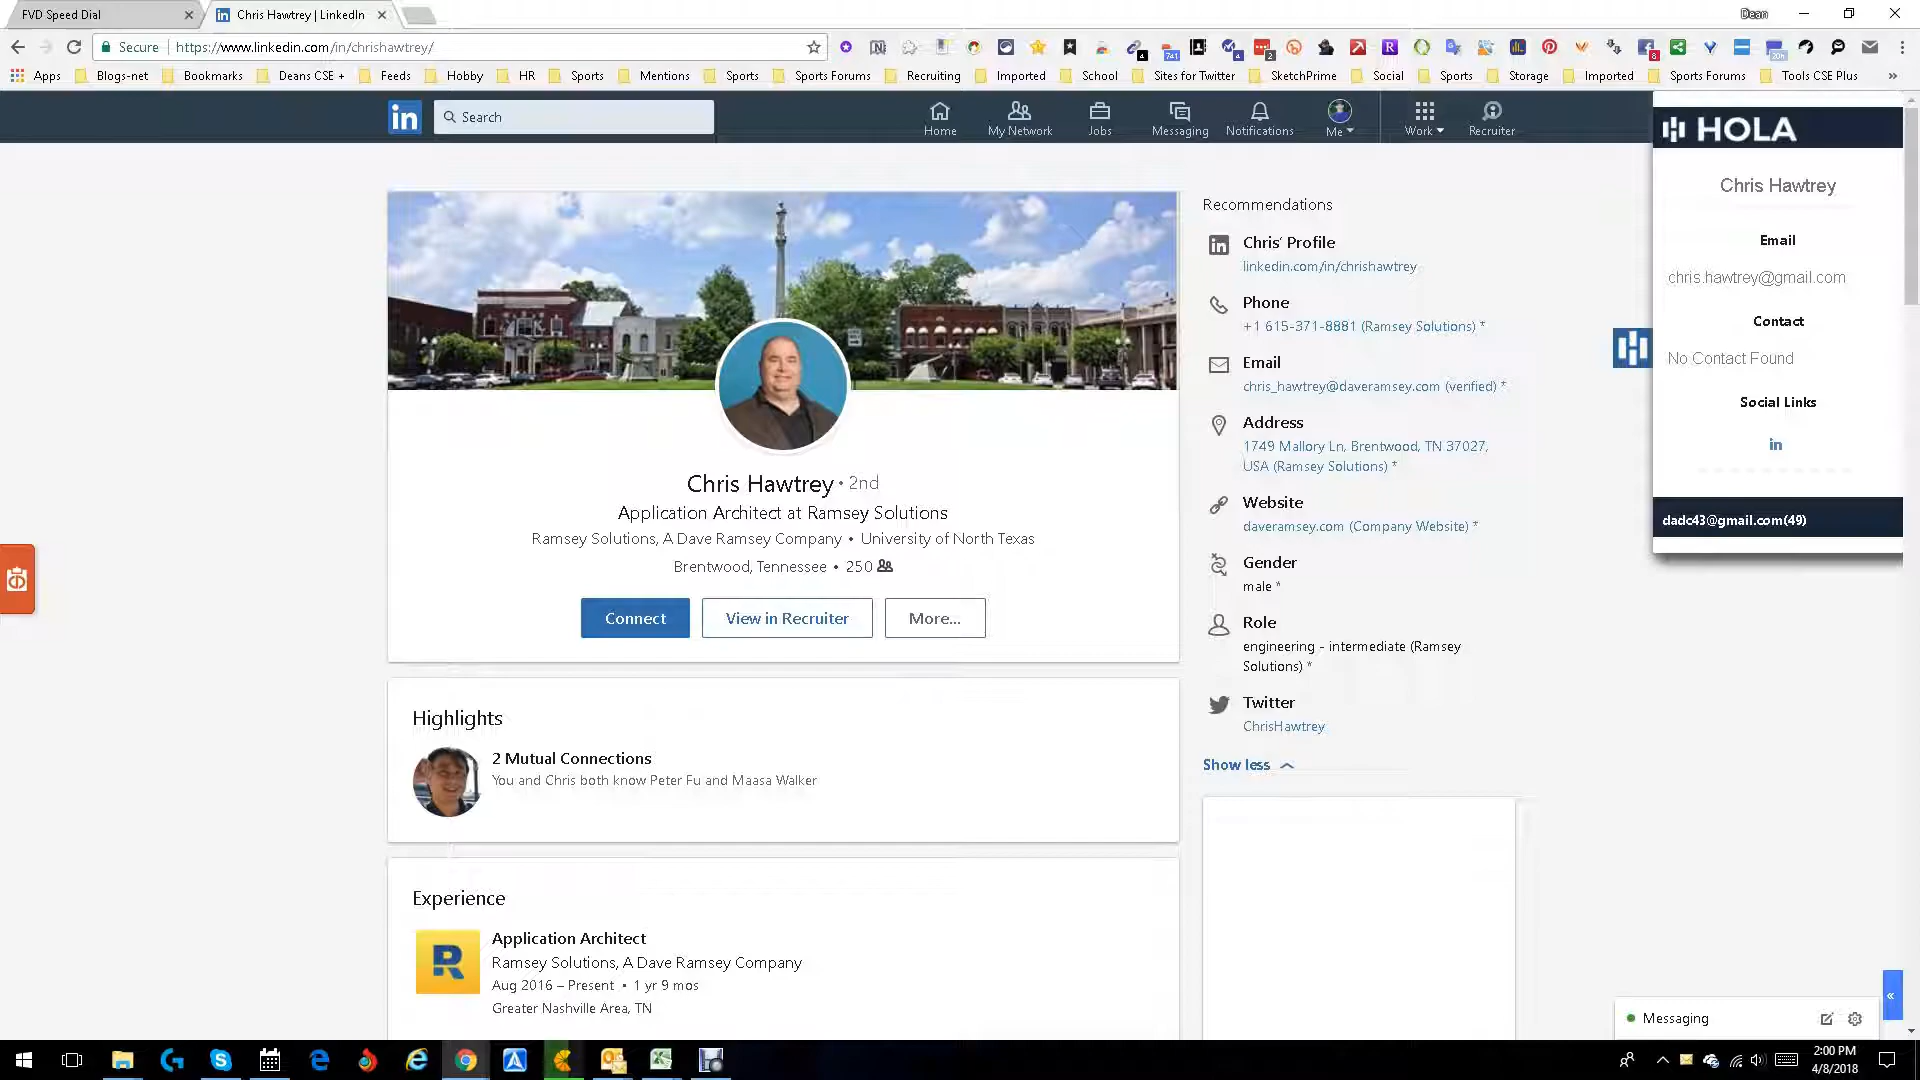 FVD Speed Dial
Chris Hawtrey | LinkedIn
Dean
Secure
https://www.linkedin.com/in/chrishawtrey/
Apps
Blogs-net
Bookmarks
Deans CSE +
Feeds
Hobby
HR
Sports
Mentions
Sports
Sports Forums
Recruiting
Imported
School
Sites for Twitter
SketchPrime
Social
Sports
Storage
Imported
Sports Forums
Tools CSE Plus
in
Search
Home
My Network
Jobs
Messaging
Notifications
Me
Work
Recruiter
Chris Hawtrey • 2nd
Application Architect at Ramsey Solutions
Ramsey Solutions, A Dave Ramsey Company • University of North Texas
Brentwood, Tennessee • 250
Connect
View in Recruiter
More...
Highlights
2 Mutual Connections
You and Chris both know Peter Fu and Maasa Walker
Experience
R
Application Architect
Ramsey Solutions, A Dave Ramsey Company
Aug 2016 – Present • 1 yr 9 mos
Greater Nashville Area, TN
Recommendations
Chris' Profile
linkedin.com/in/chrishawtrey
Phone
+1 615-371-8881 (Ramsey Solutions) *
Email
chris_hawtrey@daveramsey.com (verified) *
Address
1749 Mallory Ln, Brentwood, TN 37027,
USA (Ramsey Solutions) *
Website
daveramsey.com (Company Website) *
Gender
male *
Role
engineering - intermediate (Ramsey
Solutions) *
Twitter
ChrisHawtrey
Show less
HOLA
Chris Hawtrey
Email
chris.hawtrey@gmail.com
Contact
No Contact Found
Social Links
in
dadc43@gmail.com(49)
Messaging
2:00 PM
4/8/2018